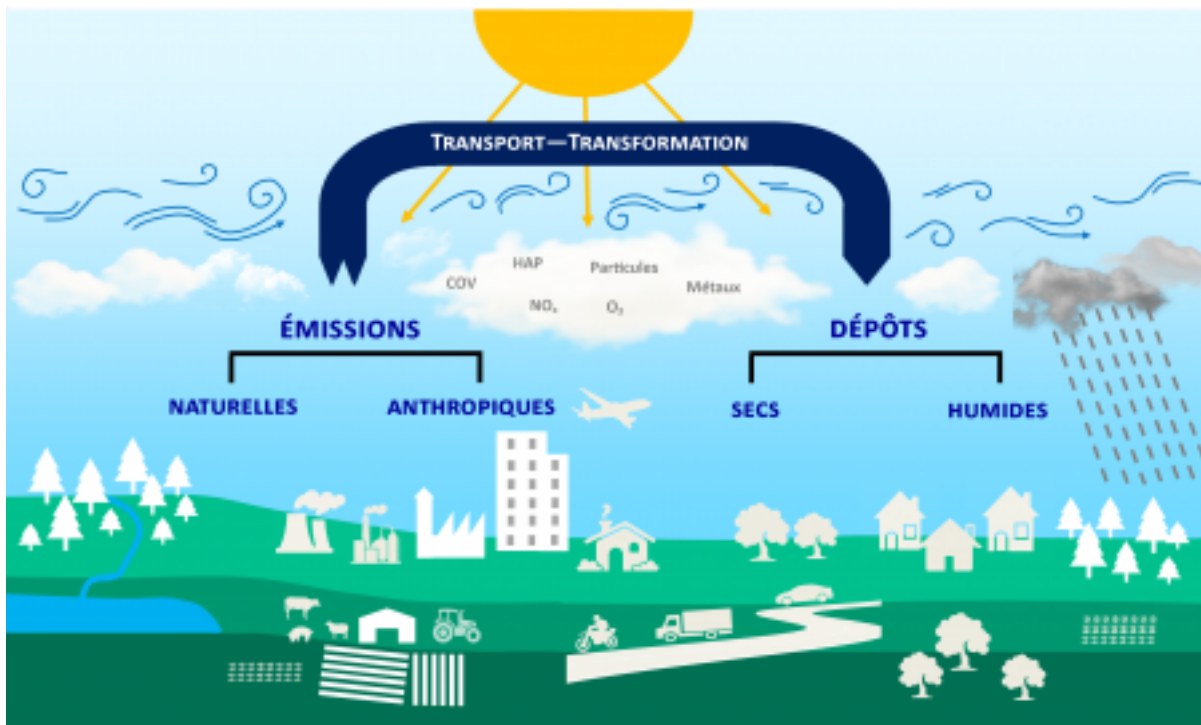 TRANSPORT—TRANSFORMATION
HAP
Particules
COV
Métaux
NOₓ
O₃
ÉMISSIONS
DÉPÔTS
NATURELLES
ANTHROPIQUES
SECS
HUMIDES